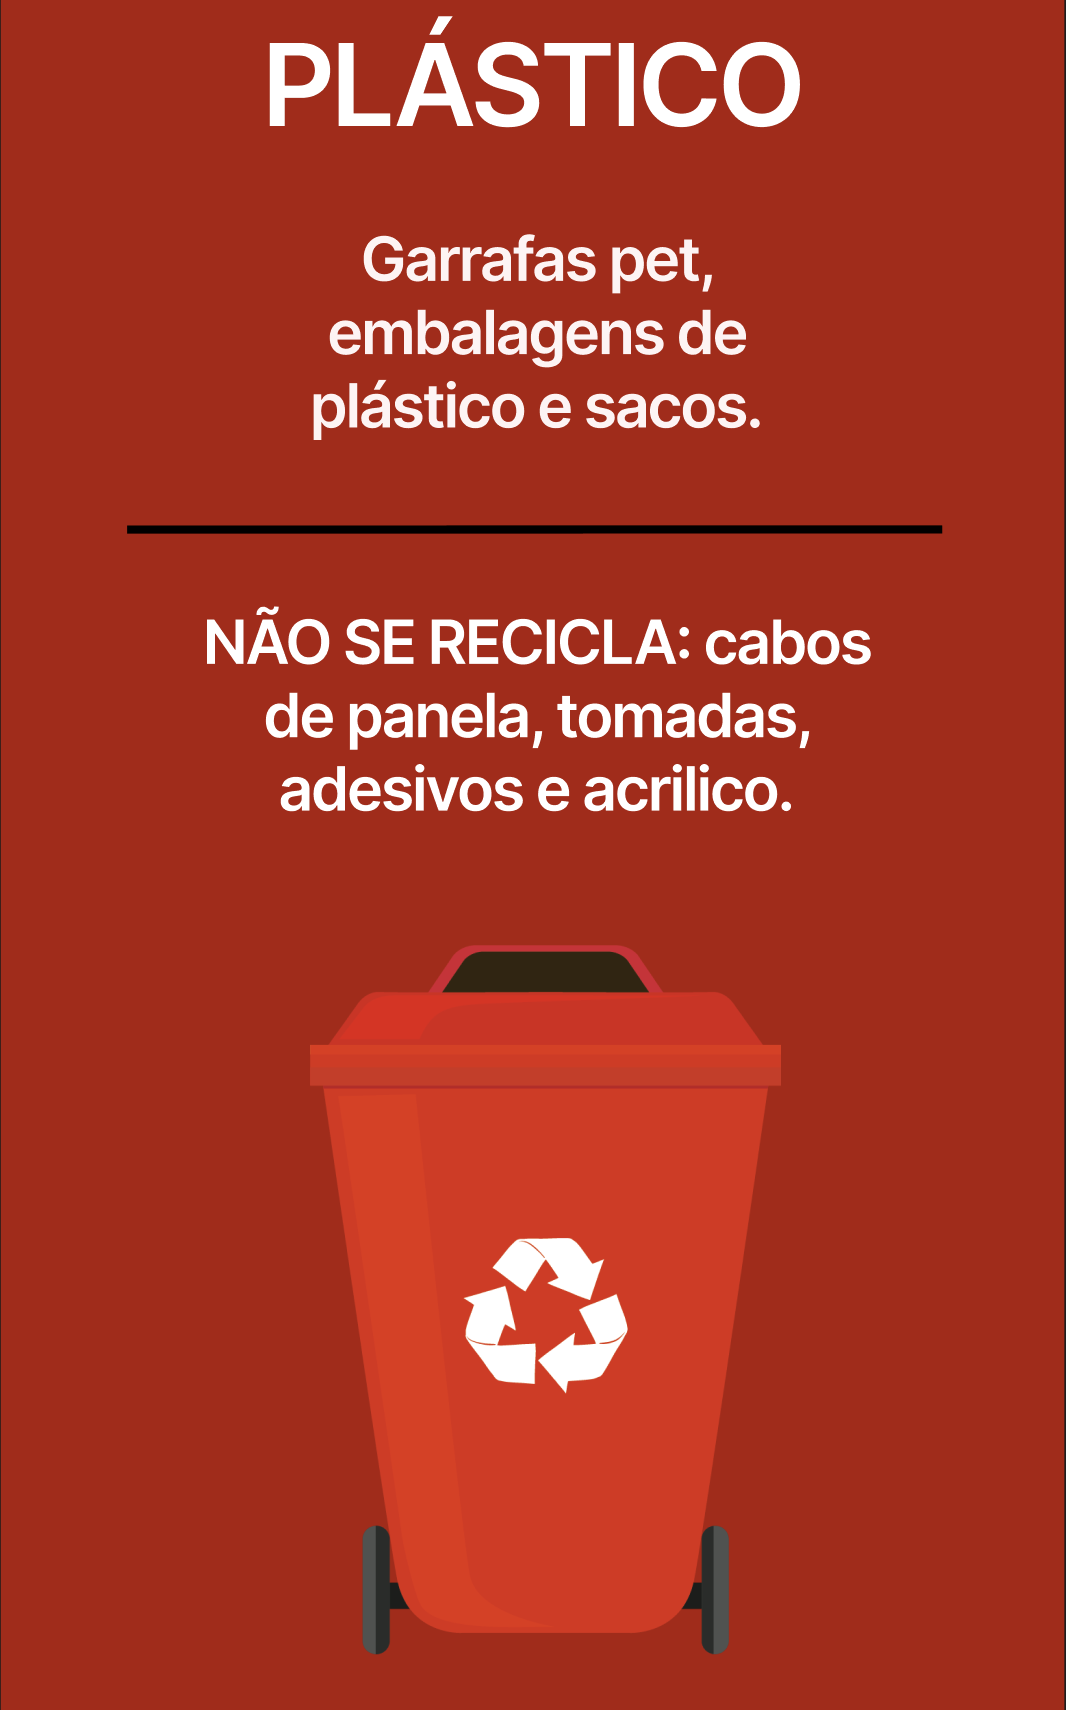 PLÁSTICO
Garrafas pet,
embalagens de
plástico e sacos.
NÃO SE RECICLA: cabos
de panela, tomadas,
adesivos e acrilico.